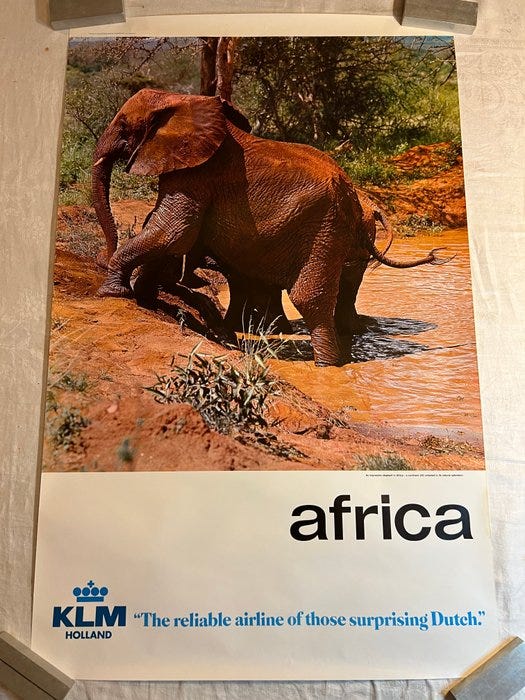 africa
KLM
HOLLAND
“The reliable airline of those surprising Dutch.”